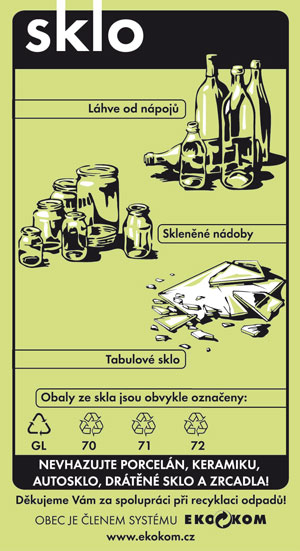 sklo
Láhve od nápojů
Skleněné nádoby
Tabulové sklo
Obaly ze skla jsou obvykle označeny:
GL 70 71 72
NEVHAZUJTE PORCELÁN, KERAMIKU,
AUTOSKLO, DRÁTĚNÉ SKLO A ZRCADLA!
Děkujeme Vám za spolupráci při recyklaci odpadů!
OBEC JE ČLENEM SYSTÉMU EKO KOM
www.ekokom.cz